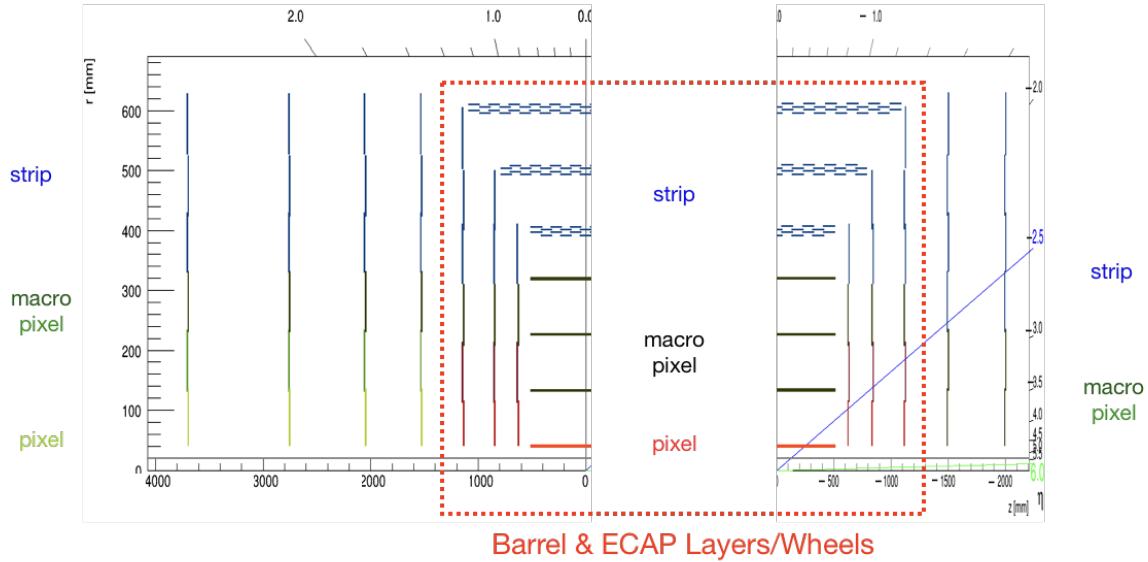 2.0 1.0 0.0 .0 − 1.0
r [mm]
600
500
400
300
200
100
0
strip
macro
pixel
pixel
strip
macro
pixel
pixel
−2.0
−2.5
−3.0
−3.5
−4.0
6.0
η
strip
macro
pixel
4000 3000 2000 1000 0 − 500 − 1000 − 1500 − 2000
z [mm]
Barrel & ECAP Layers/Wheels